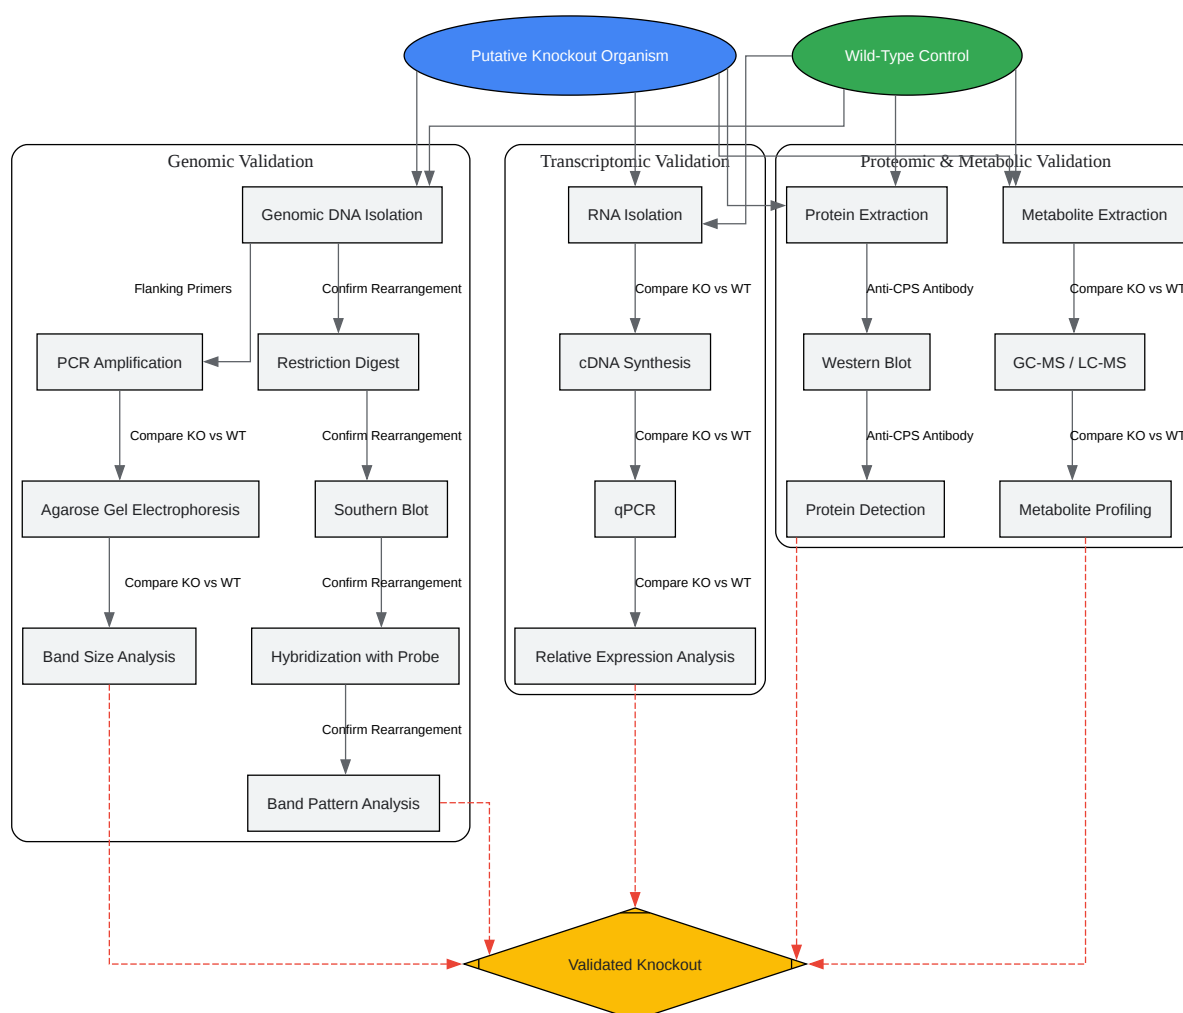 Putative Knockout Organism
Wild-Type Control
Genomic Validation
Transcriptomic Validation
Proteomic & Metabolic Validation
Genomic DNA Isolation
RNA Isolation
Protein Extraction
Metabolite Extraction
Flanking Primers
Confirm Rearrangement
Compare KO vs WT
Anti-CPS Antibody
Compare KO vs WT
PCR Amplification
Restriction Digest
cDNA Synthesis
Western Blot
GC-MS / LC-MS
Compare KO vs WT
Confirm Rearrangement
Compare KO vs WT
Anti-CPS Antibody
Compare KO vs WT
Agarose Gel Electrophoresis
Southern Blot
qPCR
Protein Detection
Metabolite Profiling
Compare KO vs WT
Confirm Rearrangement
Compare KO vs WT
Band Size Analysis
Hybridization with Probe
Relative Expression Analysis
Confirm Rearrangement
Band Pattern Analysis
Validated Knockout